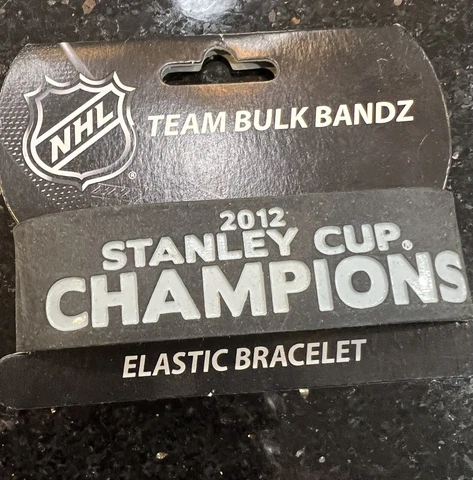 NHL
®
TEAM BULK BANDZ
2012
STANLEY CUP®
CHAMPIONS
ELASTIC BRACELET